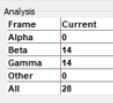 Analysis
Frame Current
Alpha 0
Beta 14
Gamma 14
Other 0
All 28